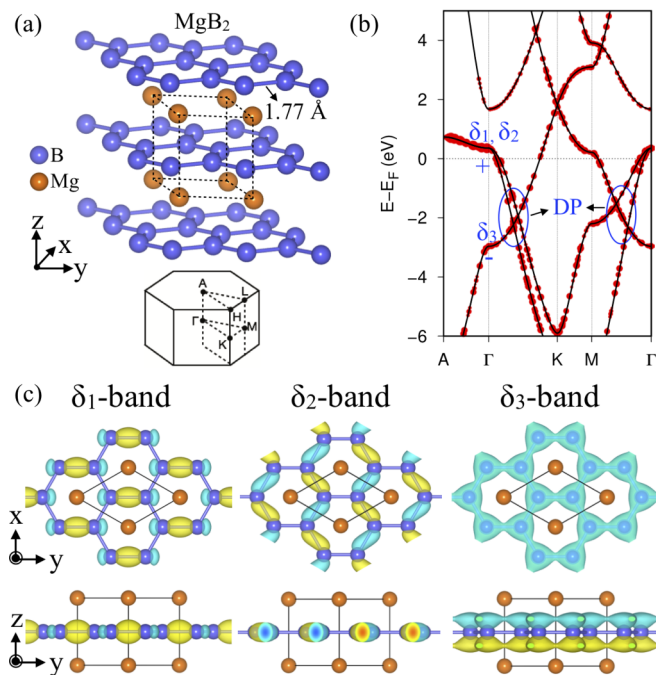 (a) MgB₂
1.77 Å
B
Mg
z
x
y
A
L
Γ
H
M
K
(b)
E−E_F (eV)
4
2
0
-2
-4
-6
δ₁, δ₂
+
DP
δ₃
-
A Γ K M Γ
(c) δ₁-band δ₂-band δ₃-band
x
y
z
y